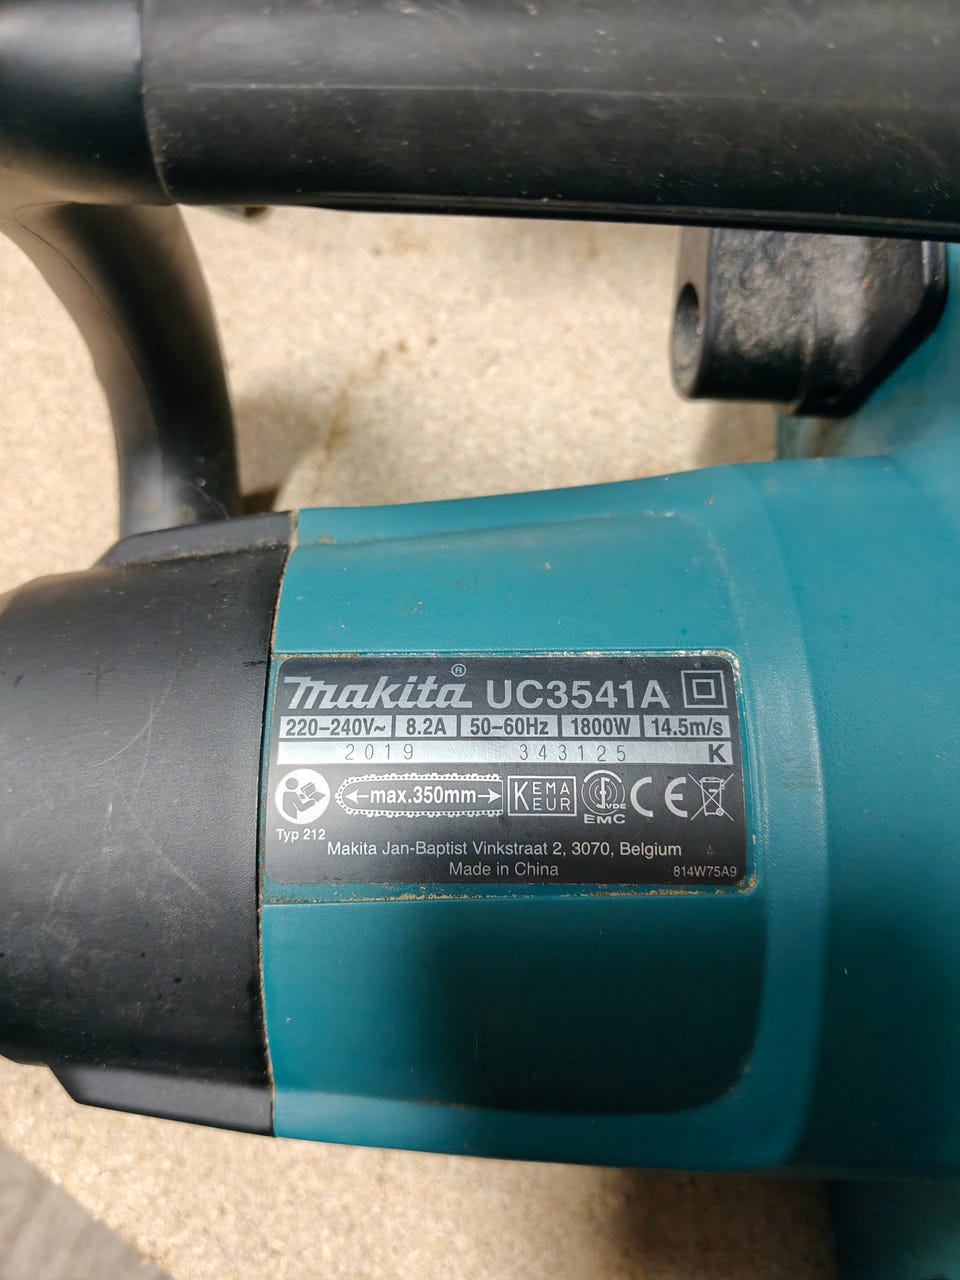 makita® UC3541A
220–240V~ 8.2A 50–60Hz 1800W 14.5m/s
2019 343125 K
max.350mm KEMA KEUR VDE EMC CE
Typ 212
Makita Jan-Baptist Vinkstraat 2, 3070, Belgium
Made in China 814W75A9